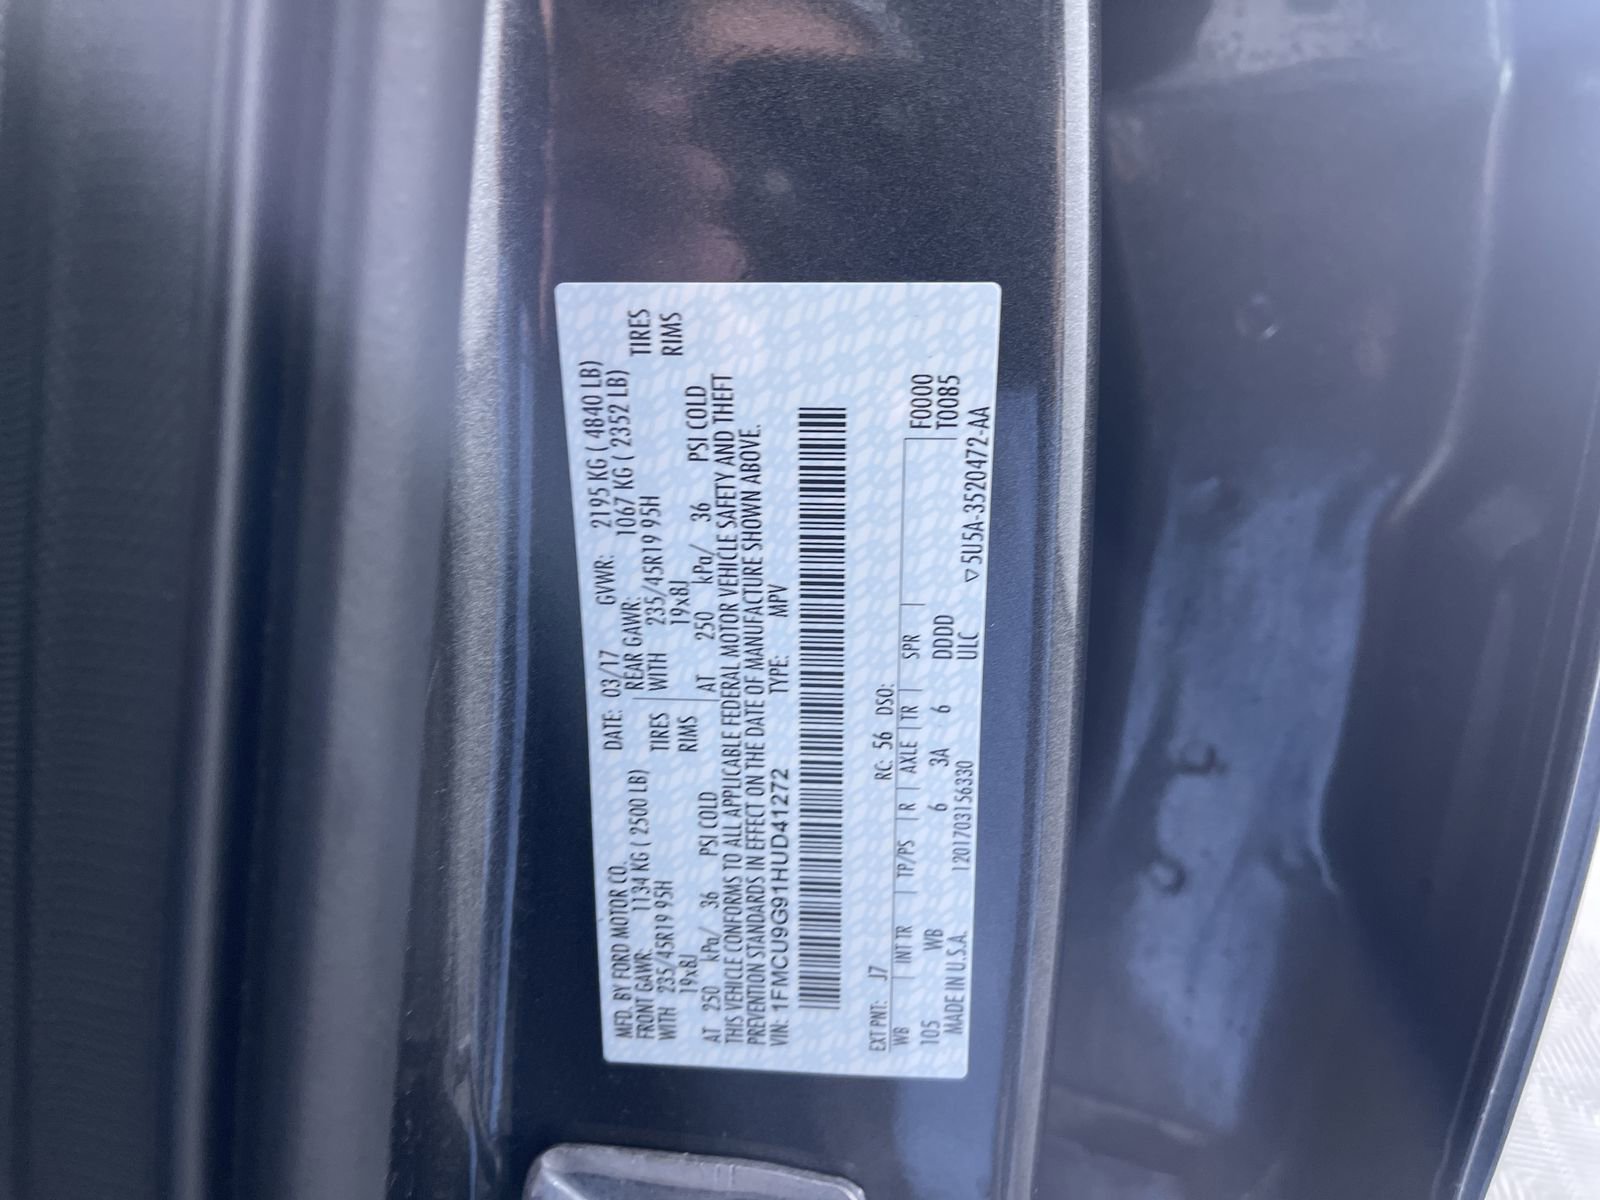 MFD. BY FORD MOTOR CO. DATE: 03/17 GVWR: 2195 KG ( 4840 LB)
FRONT GAWR: 1134 KG ( 2500 LB) REAR GAWR: 1067 KG ( 2352 LB)
WITH 235/45R19 95H TIRES WITH 235/45R19 95H TIRES
19x8J RIMS 19x8J RIMS
AT 250 kPa/ 36 PSI COLD AT 250 kPa/ 36 PSI COLD
THIS VEHICLE CONFORMS TO ALL APPLICABLE FEDERAL MOTOR VEHICLE SAFETY AND THEFT
PREVENTION STANDARDS IN EFFECT ON THE DATE OF MANUFACTURE SHOWN ABOVE.
VIN: 1FMCU9G91HUD41272 TYPE: MPV
EXT PNT: J7 RC: 56 DSO:
WB INT TR TP/PS R AXLE TR SPR F0000
105 WB 6 3A 6 DDDD T0085
MADE IN U.S.A. 1201703156330 ULC
▽5U5A-3520472-AA